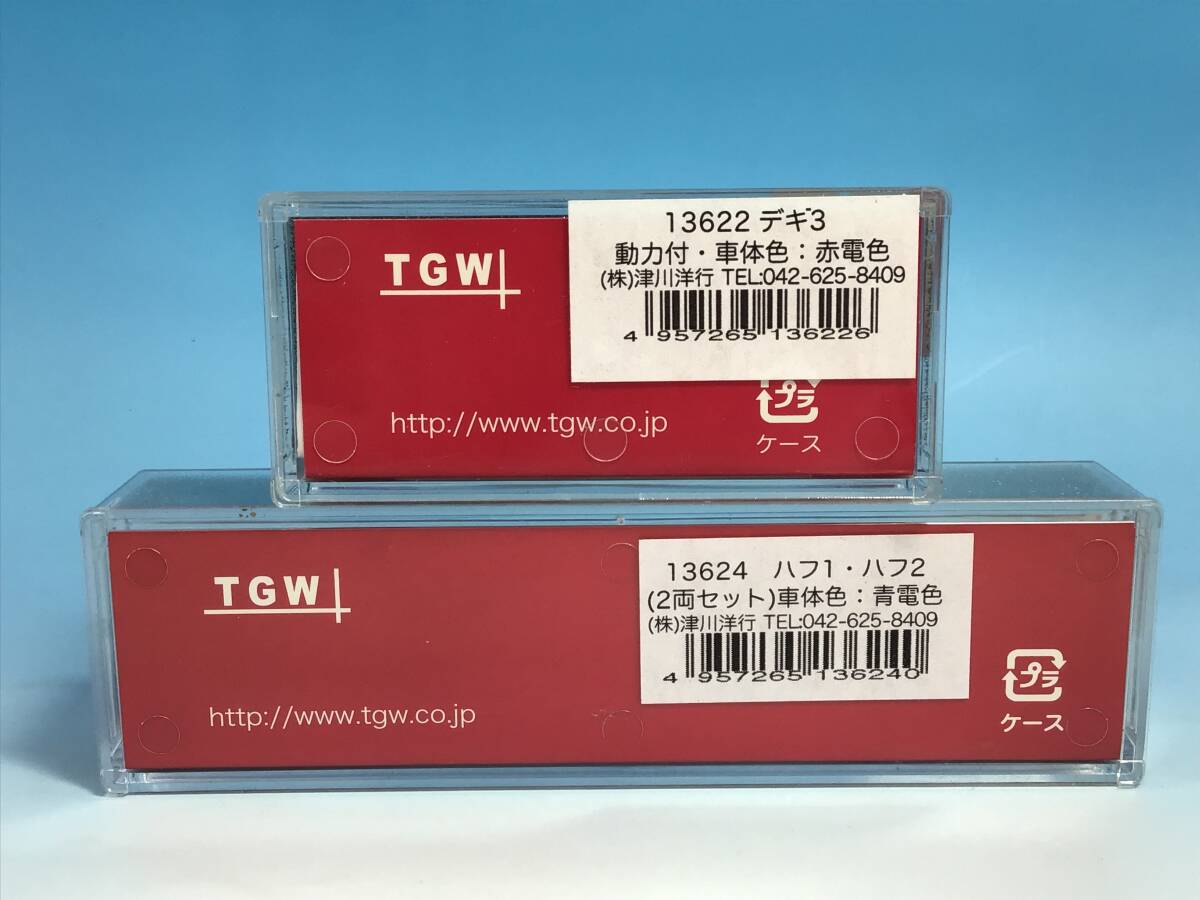 TGW
13622 デキ3
動力付・車体色：赤電色
(株)津川洋行 TEL:042-625-8409
4 957265 136226
http://www.tgw.co.jp
プラ
ケース
TGW
13624 ハフ1・ハフ2
(2両セット)車体色：青電色
(株)津川洋行 TEL:042-625-8409
4 957265 136240
http://www.tgw.co.jp
プラ
ケース